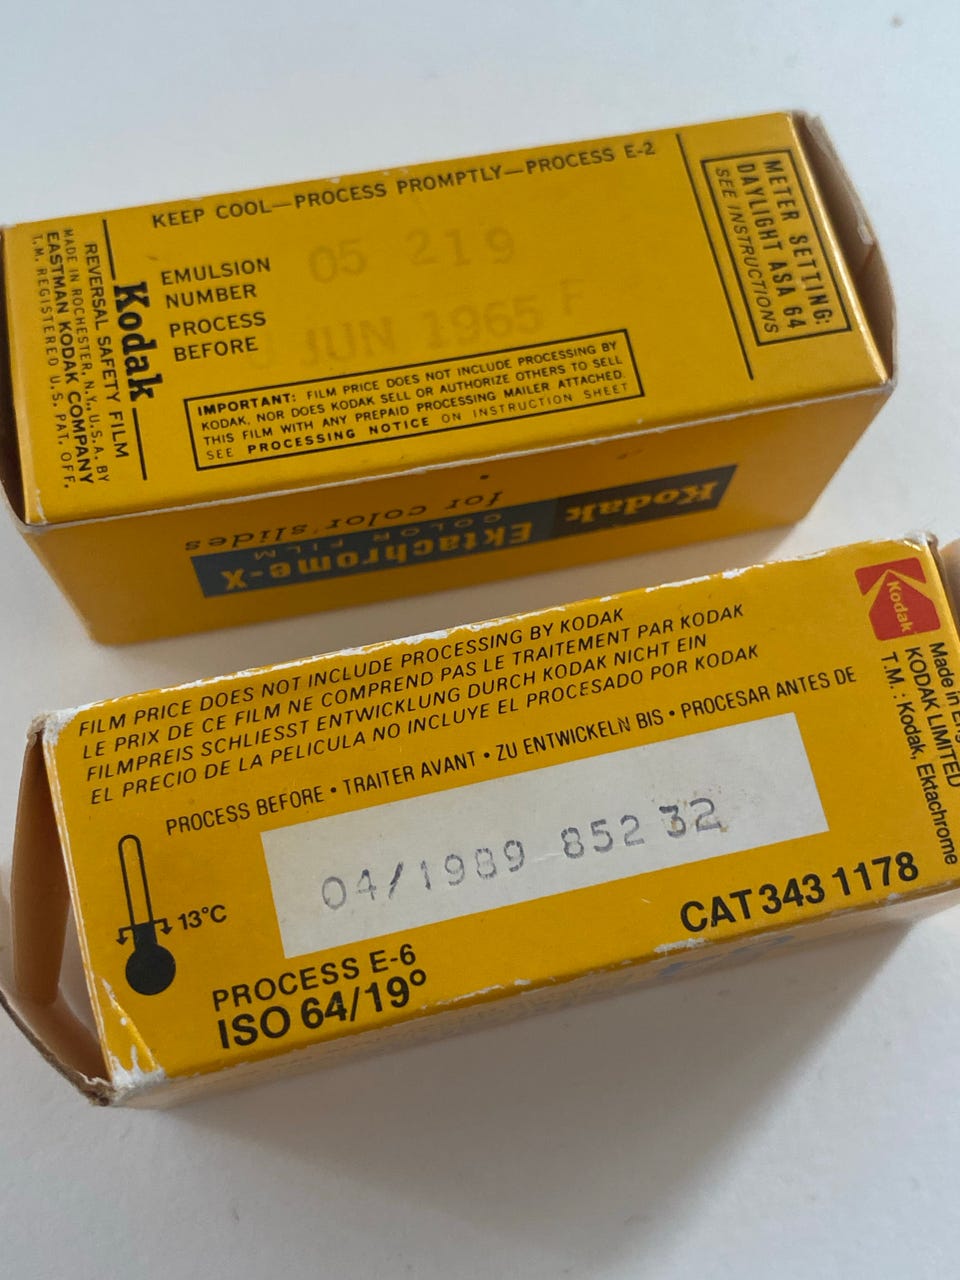 KEEP COOL—PROCESS PROMPTLY—PROCESS E-2
EMULSION
NUMBER
05 219
PROCESS
BEFORE
JUN 1965 F
IMPORTANT: FILM PRICE DOES NOT INCLUDE PROCESSING BY
KODAK, NOR DOES KODAK SELL OR AUTHORIZE OTHERS TO SELL
THIS FILM WITH ANY PREPAID PROCESSING MAILER ATTACHED.
SEE PROCESSING NOTICE ON INSTRUCTION SHEET
METER SETTING:
DAYLIGHT ASA 64
SEE INSTRUCTIONS
Kodak
REVERSAL SAFETY FILM
MADE IN ROCHESTER, N.Y., U.S.A. BY
EASTMAN KODAK COMPANY
T.M. REGISTERED U.S. PAT. OFF.
Kodak
Ektachrome-X
COLOR FILM
for color slides
FILM PRICE DOES NOT INCLUDE PROCESSING BY KODAK
LE PRIX DE CE FILM NE COMPREND PAS LE TRAITEMENT PAR KODAK
FILMPREIS SCHLIESST ENTWICKLUNG DURCH KODAK NICHT EIN
EL PRECIO DE LA PELICULA NO INCLUYE EL PROCESADO POR KODAK
PROCESS BEFORE • TRAITER AVANT • ZU ENTWICKELN BIS • PROCESAR ANTES DE
04/1989 852 32
13°C
PROCESS E-6
ISO 64/19°
CAT 343 1178
Kodak
Made in
KODAK LIMITED
T.M.: Kodak, Ektachrome